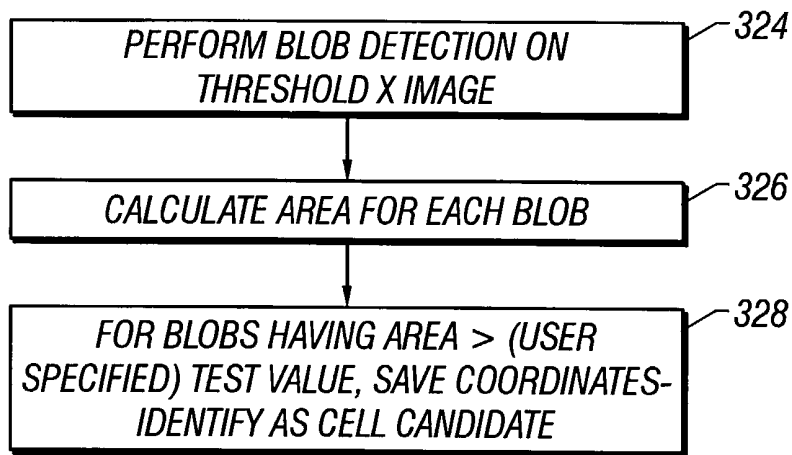 324
PERFORM BLOB DETECTION ON
THRESHOLD X IMAGE
326
CALCULATE AREA FOR EACH BLOB
328
FOR BLOBS HAVING AREA > (USER
SPECIFIED) TEST VALUE, SAVE COORDINATES-
IDENTIFY AS CELL CANDIDATE